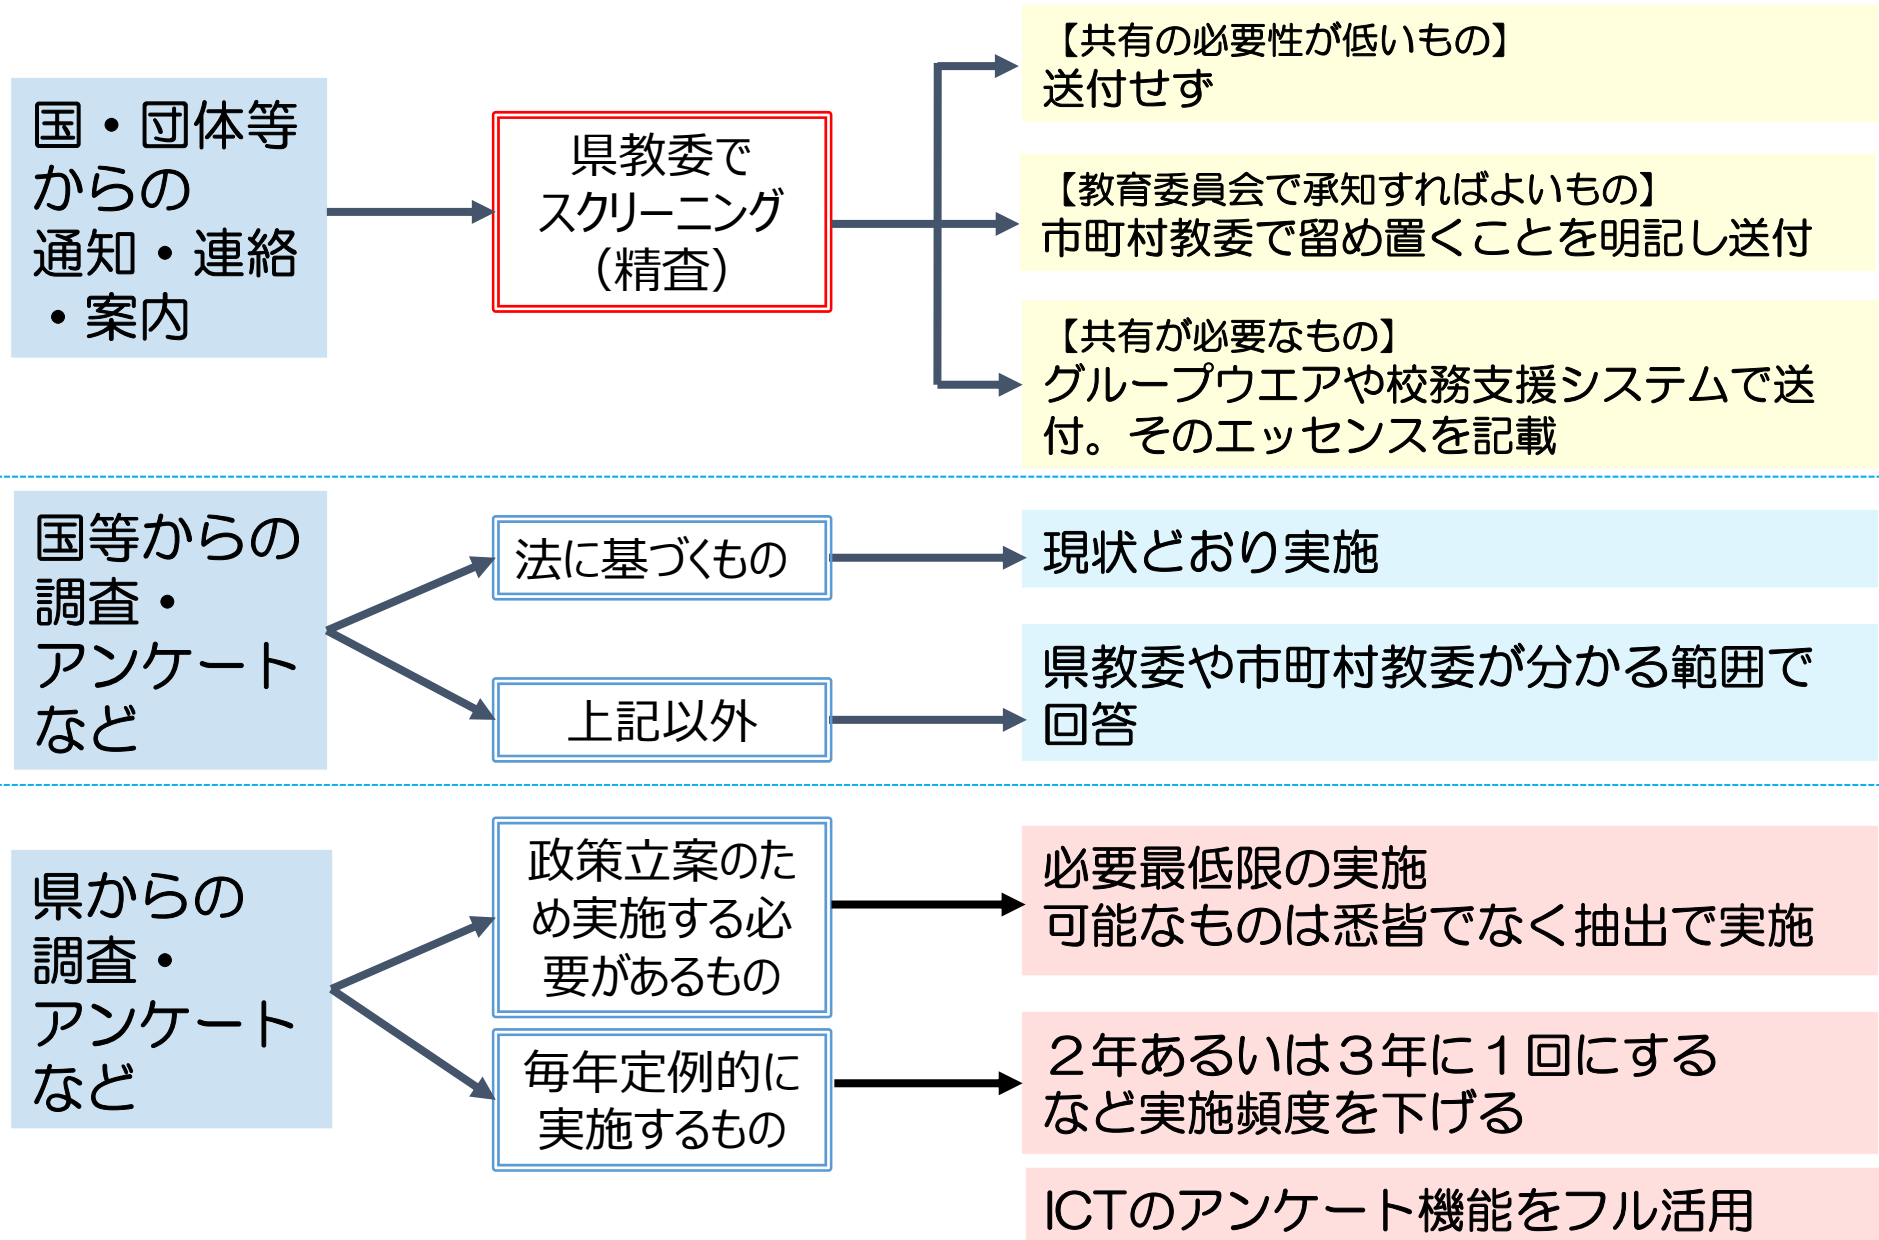 国・団体等
からの
通知・連絡
・案内
県教委で
スクリーニング
（精査）
【共有の必要性が低いもの】
送付せず
【教育委員会で承知すればよいもの】
市町村教委で留め置くことを明記し送付
【共有が必要なもの】
グループウエアや校務支援システムで送
付。そのエッセンスを記載
国等からの
調査・
アンケート
など
法に基づくもの
現状どおり実施
上記以外
県教委や市町村教委が分かる範囲で
回答
県からの
調査・
アンケート
など
政策立案のた
め実施する必
要があるもの
必要最低限の実施
可能なものは悉皆でなく抽出で実施
毎年定例的に
実施するもの
２年あるいは３年に１回にする
など実施頻度を下げる
ICTのアンケート機能をフル活用